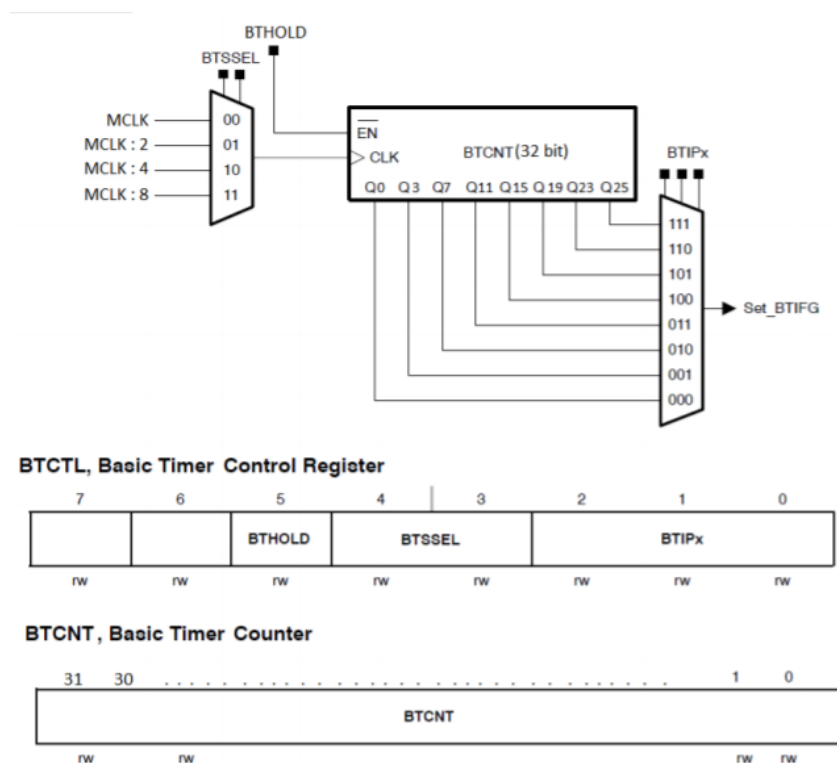 BTHOLD
BTSSEL
MCLK
MCLK : 2
MCLK : 4
MCLK : 8
00
01
10
11
EN
CLK
BTCNT(32 bit)
Q0 Q3 Q7 Q11 Q15 Q19 Q23 Q25
BTIPx
111
110
101
100
011
010
001
000
Set_BTIFG
BTCTL, Basic Timer Control Register
7 6 5 4 3 2 1 0
BTHOLD BTSSEL BTIPx
rw rw rw rw rw rw rw rw
BTCNT, Basic Timer Counter
31 30 . . . . . . . . . . . . . . . . . . . . . . . . . . . . . . 1 0
BTCNT
rw rw rw rw